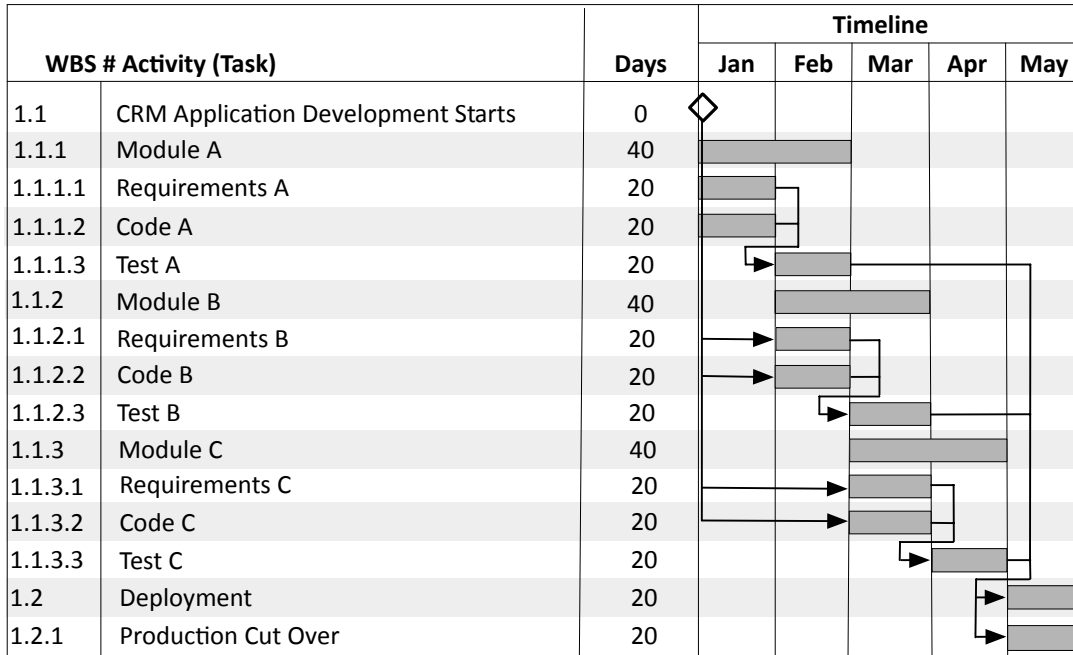 Timeline
WBS # Activity (Task) Days Jan Feb Mar Apr May
1.1 CRM Application Development Starts 0
1.1.1 Module A 40
1.1.1.1 Requirements A 20
1.1.1.2 Code A 20
1.1.1.3 Test A 20
1.1.2 Module B 40
1.1.2.1 Requirements B 20
1.1.2.2 Code B 20
1.1.2.3 Test B 20
1.1.3 Module C 40
1.1.3.1 Requirements C 20
1.1.3.2 Code C 20
1.1.3.3 Test C 20
1.2 Deployment 20
1.2.1 Production Cut Over 20